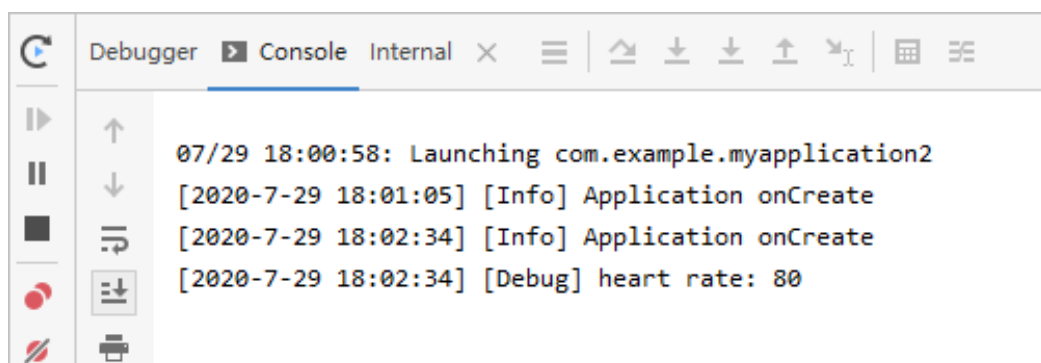 Debugger Console Internal
07/29 18:00:58: Launching com.example.myapplication2
[2020-7-29 18:01:05] [Info] Application onCreate
[2020-7-29 18:02:34] [Info] Application onCreate
[2020-7-29 18:02:34] [Debug] heart rate: 80